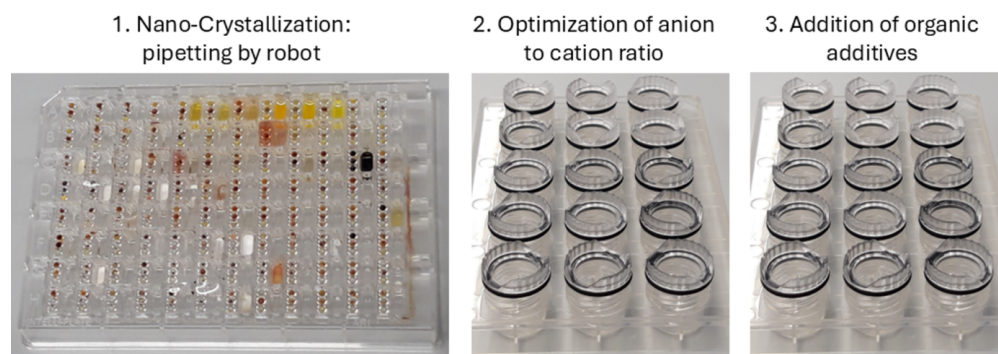 1. Nano-Crystallization:
pipetting by robot
2. Optimization of anion
to cation ratio
3. Addition of organic
additives